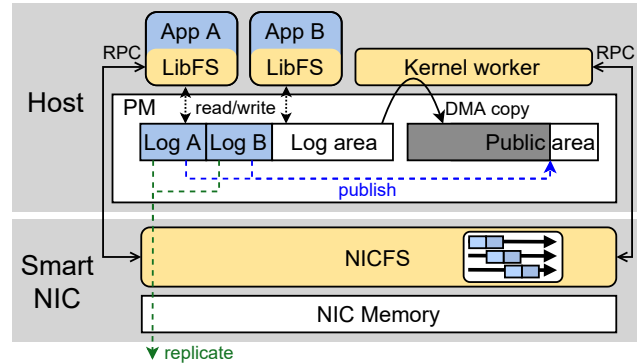 App A
App B
RPC
LibFS
LibFS
Kernel worker
RPC
Host
PM
read/write
DMA copy
Log A
Log B
Log area
Public area
publish
Smart
NIC
NICFS
NIC Memory
replicate